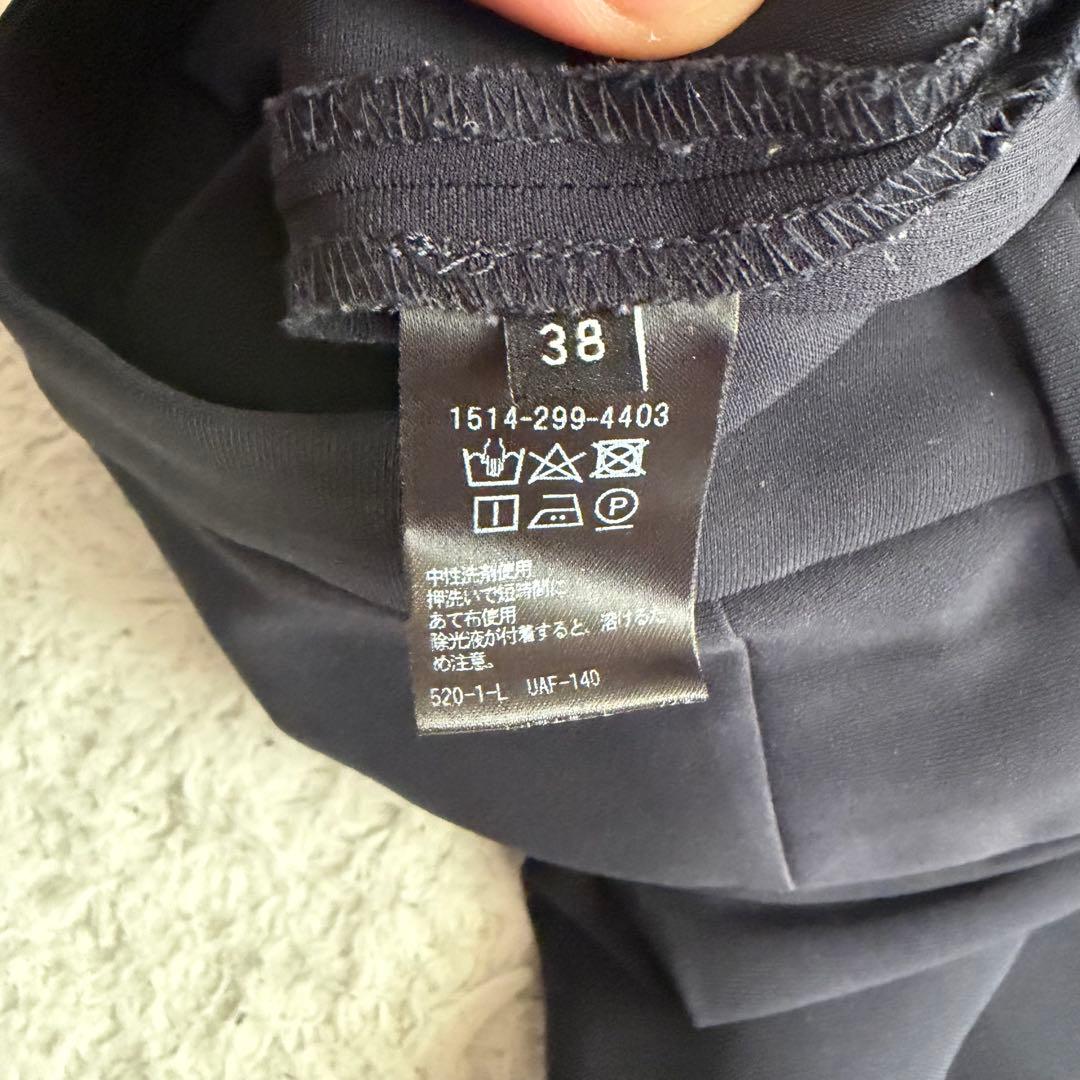 38
1514-299-4403
P
中性洗剤使用
押洗いで短時間に
あて布使用
除光液が付着すると、溶けるた
め注意。
520-1-L UAF-140